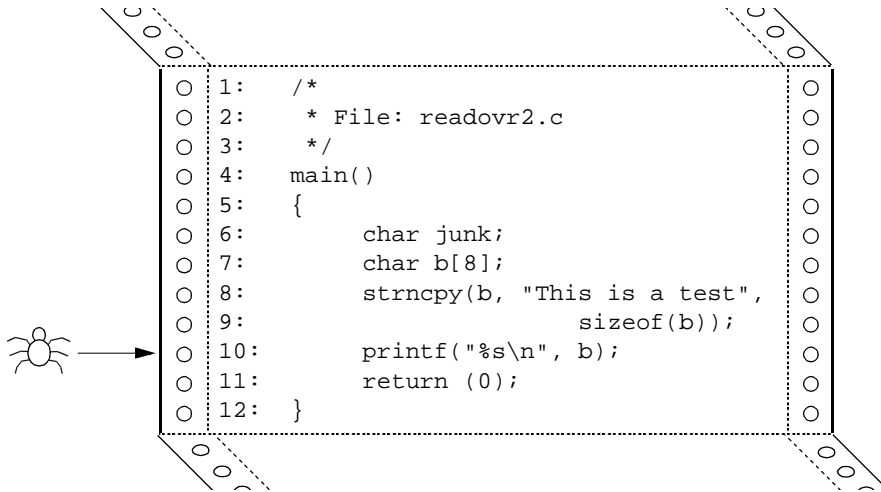 1: /*
2: * File: readovr2.c
3: */
4: main()
5: {
6: char junk;
7: char b[8];
8: strncpy(b, "This is a test",
9: sizeof(b));
10: printf("%s\n", b);
11: return (0);
12: }